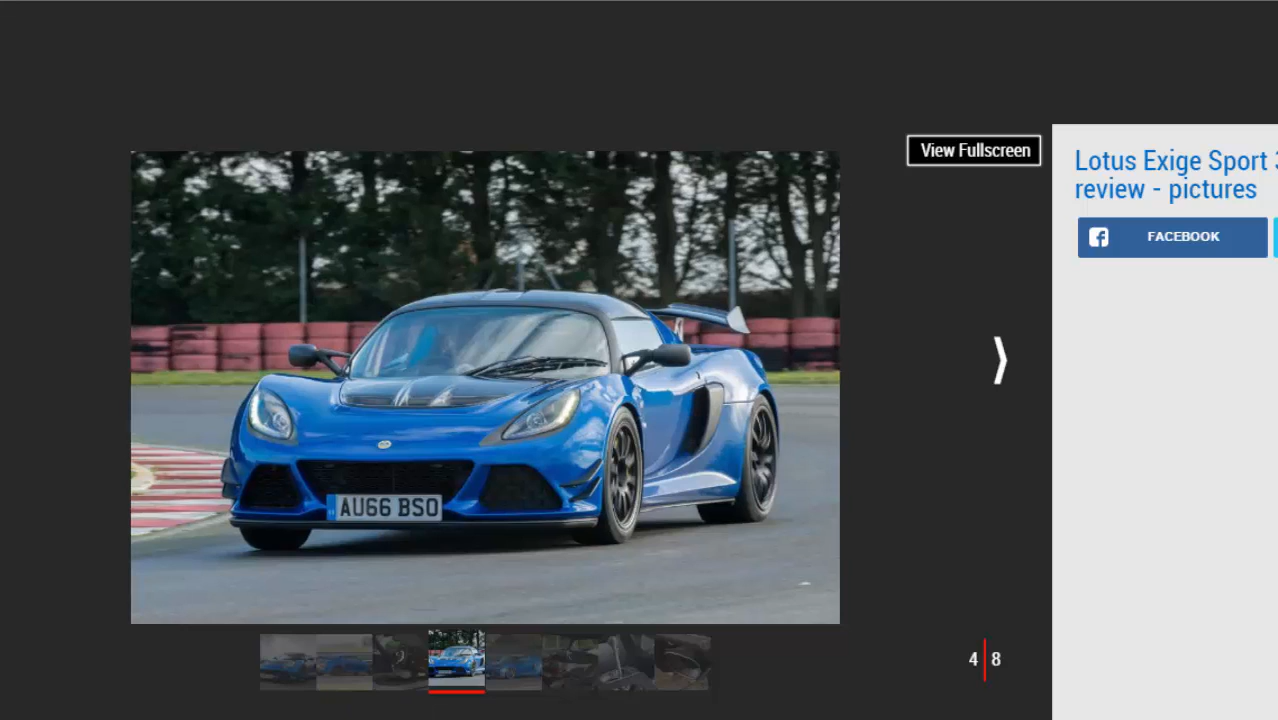 View Fullscreen
Lotus Exige Sport
review - pictures
FACEBOOK
AU66 BSO
4 8